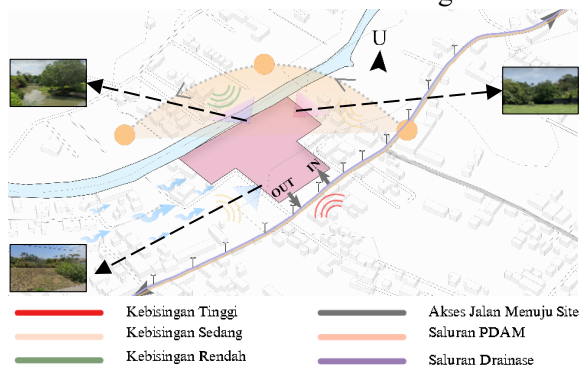 U
IN
OUT
Kebisingan Tinggi
Kebisingan Sedang
Kebisingan Rendah
Akses Jalan Menuju Site
Saluran PDAM
Saluran Drainase